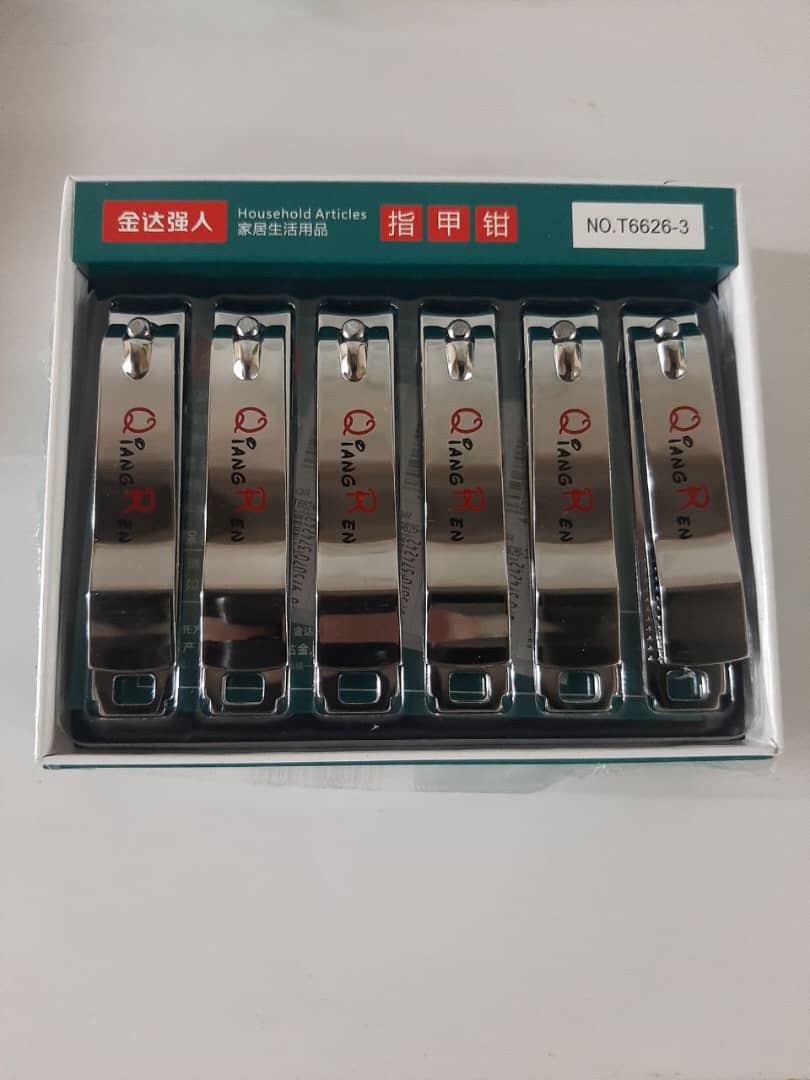 金达强人
Household Articles
家居生活用品
指甲钳
NO.T6626-3
QiANG REN
QiANG REN
QiANG REN
QiANG REN
QiANG REN
QiANG REN